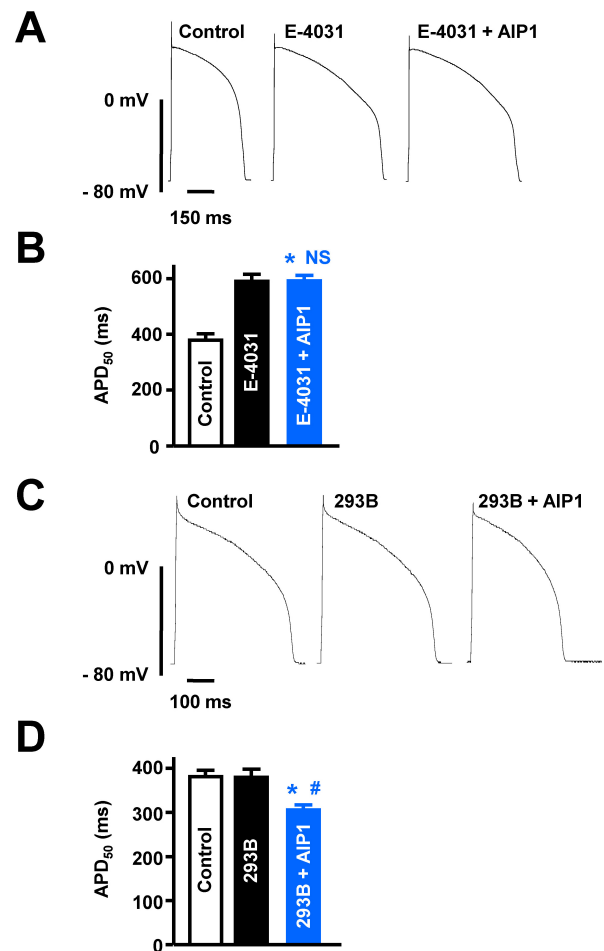 A
Control E-4031 E-4031 + AIP1
0 mV
- 80 mV
150 ms
B
* NS
600
400
200
0
APD50 (ms)
Control
E-4031
E-4031 + AIP1
C
Control 293B 293B + AIP1
0 mV
- 80 mV
100 ms
D
* #
400
300
200
100
0
APD50 (ms)
Control
293B
293B + AIP1